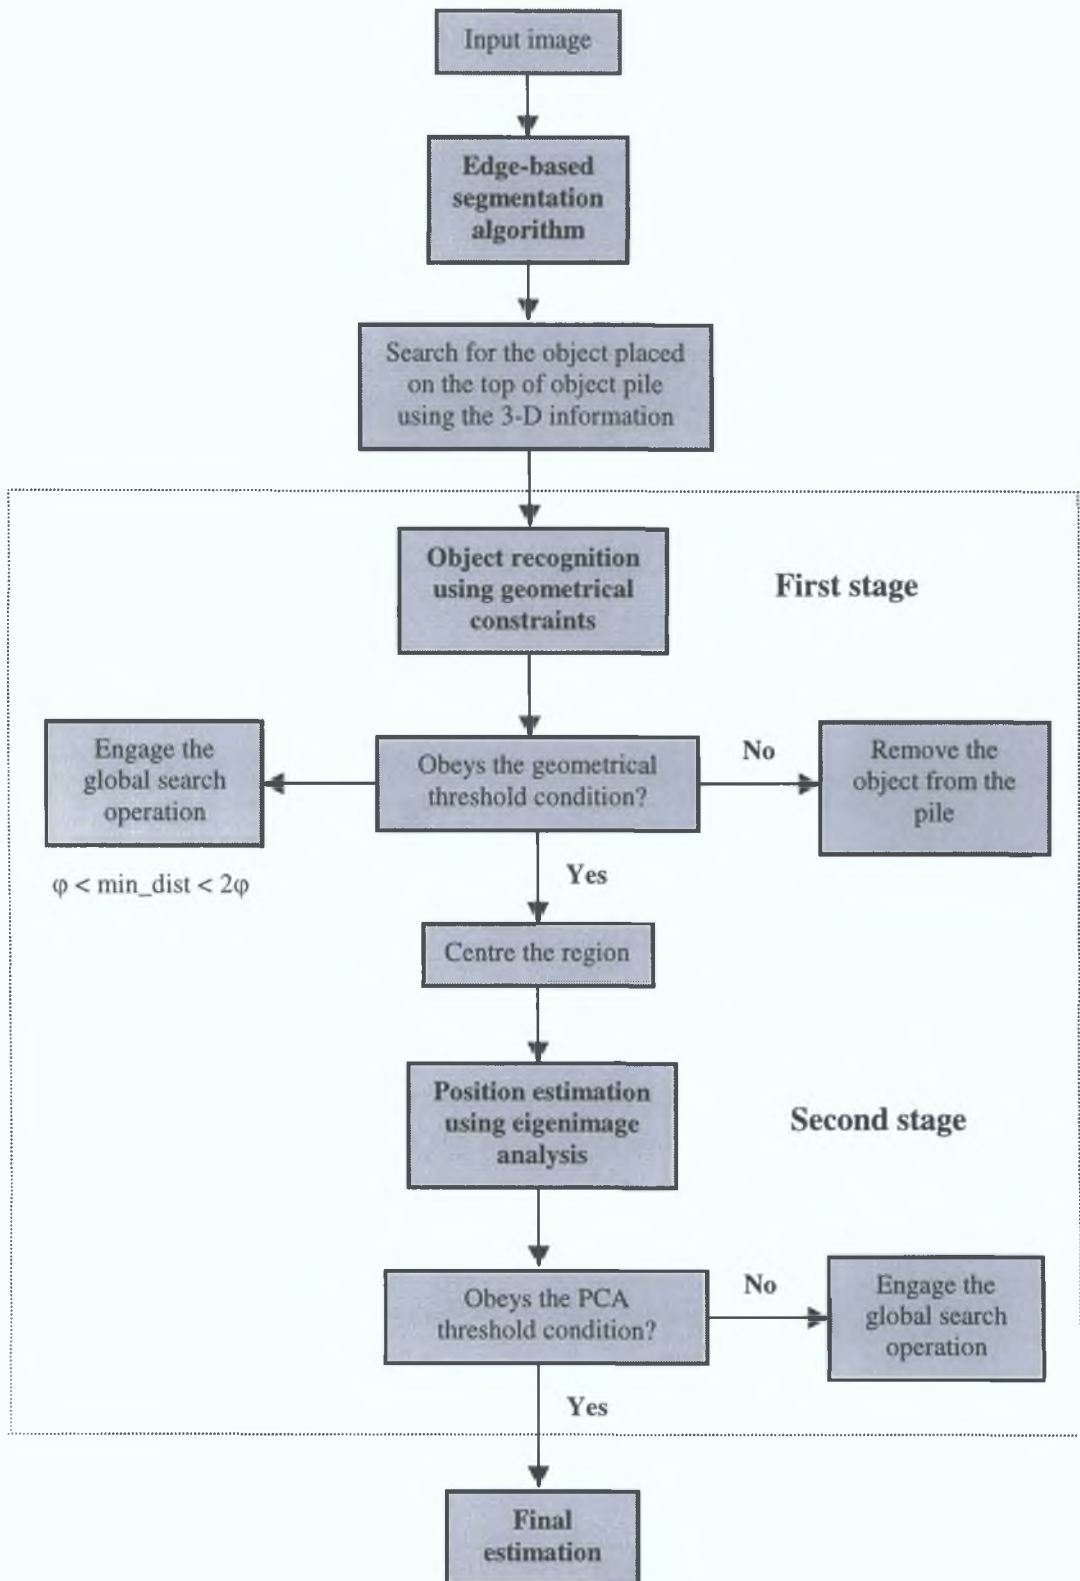 Input image
Edge-based
segmentation
algorithm
Search for the object placed
on the top of object pile
using the 3-D information
Object recognition
using geometrical
constraints
First stage
Engage the
global search
operation
φ < min_dist < 2φ
Obeys the geometrical
threshold condition?
No
Remove the
object from the
pile
Yes
Centre the region
Position estimation
using eigenimage
analysis
Second stage
Obeys the PCA
threshold condition?
No
Engage the
global search
operation
Yes
Final
estimation